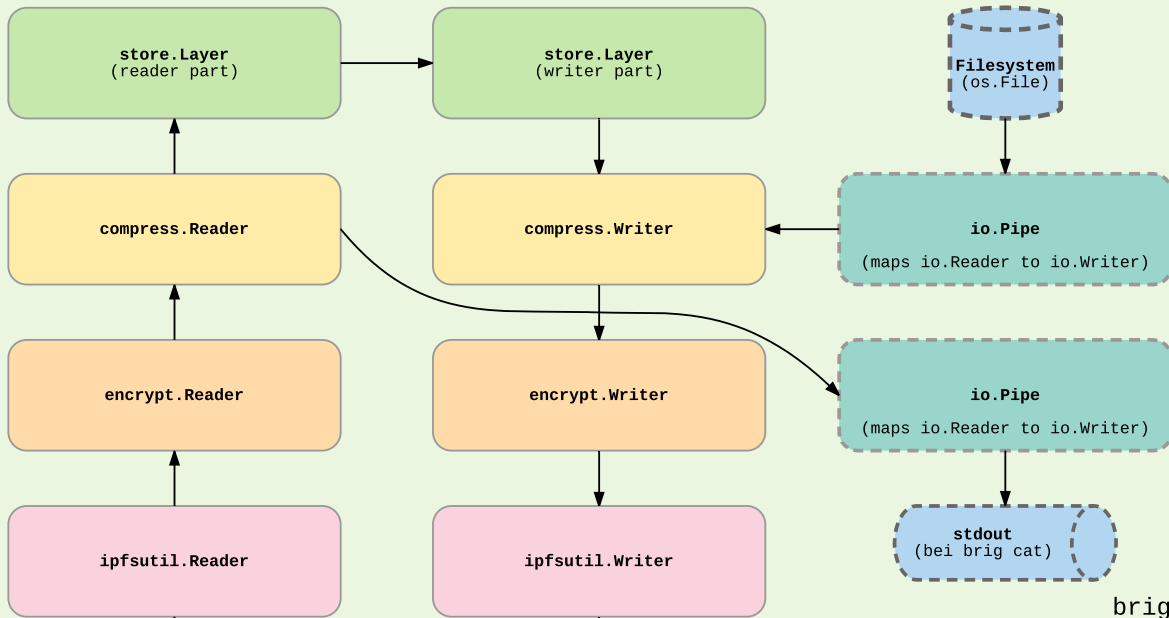 store.Layer
(reader part)
store.Layer
(writer part)
Filesystem
(os.File)
compress.Reader
compress.Writer
io.Pipe
(maps io.Reader to io.Writer)
encrypt.Reader
encrypt.Writer
io.Pipe
(maps io.Reader to io.Writer)
ipfsutil.Reader
ipfsutil.Writer
stdout
(bei brig cat)
brig